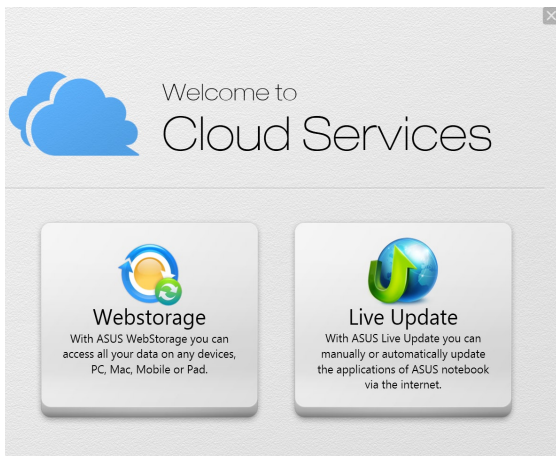 Welcome to
Cloud Services
Webstorage
With ASUS WebStorage you can
access all your data on any devices,
PC, Mac, Mobile or Pad.
Live Update
With ASUS Live Update you can
manually or automatically update
the applications of ASUS notebook
via the internet.